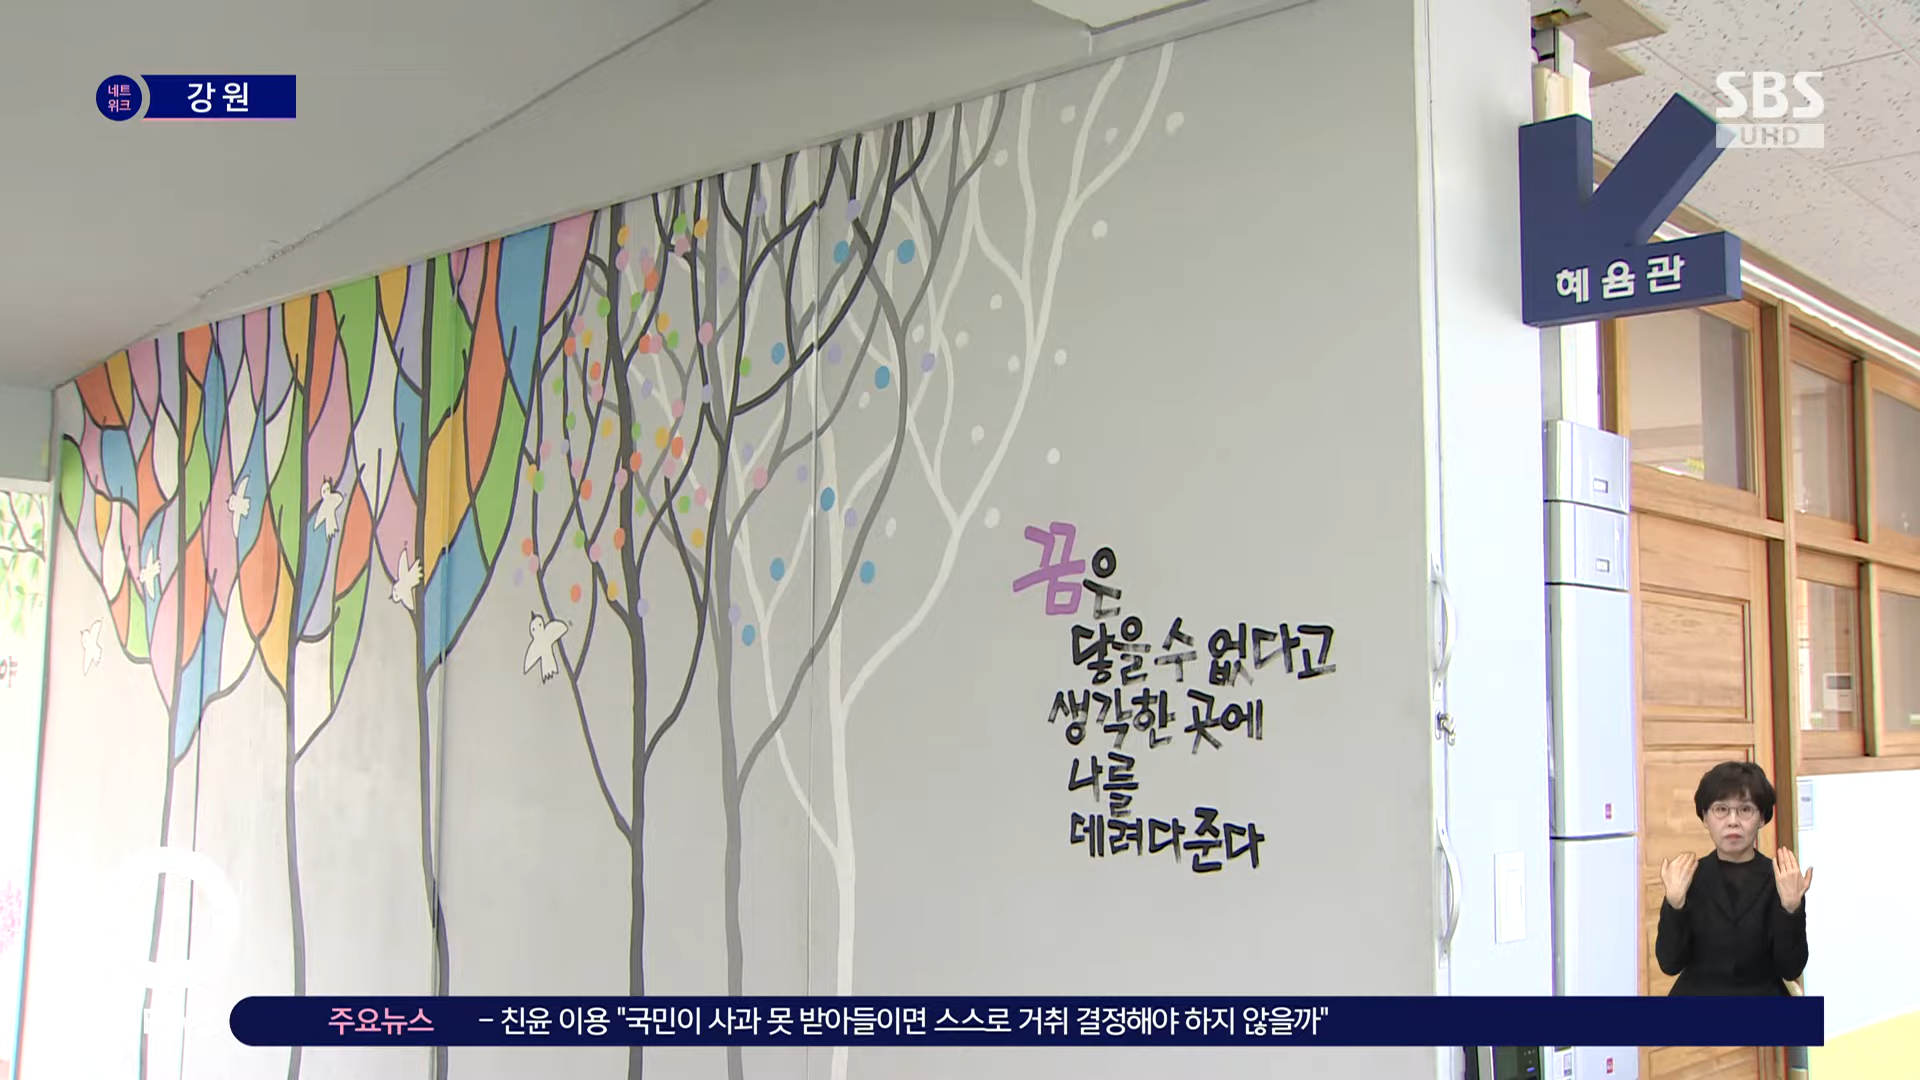 네트
위크
강원
SBS
UHD
혜윰관
꿈은
닿을 수 없다고
생각한 곳에
나를
데려다준다
주요뉴스 - 친윤 이용 "국민이 사과 못 받아들이면 스스로 거취 결정해야 하지 않을까"